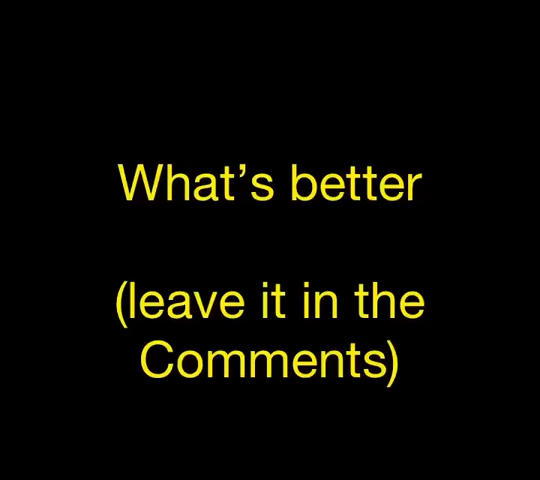 What’s better
(leave it in the
Comments)